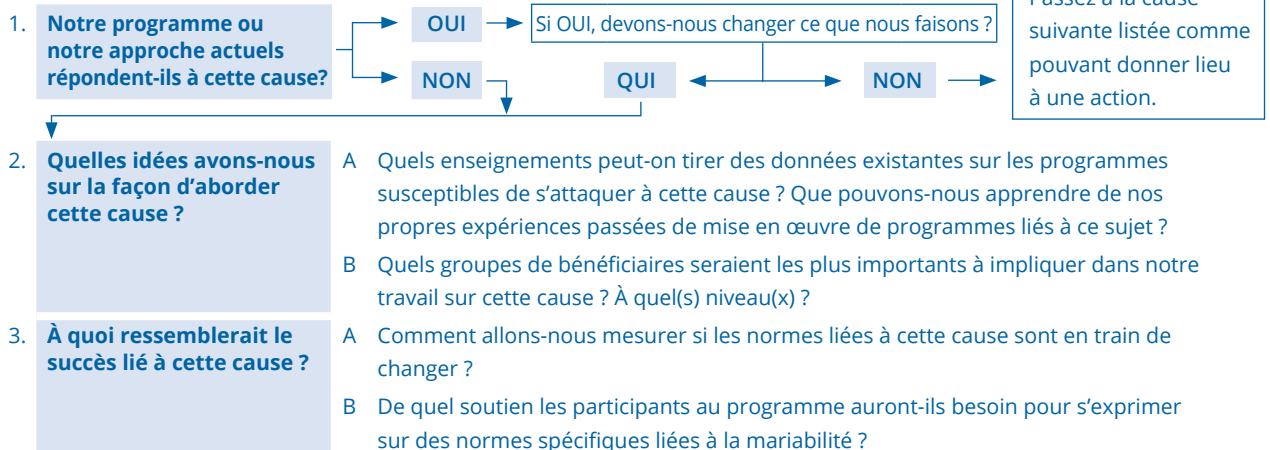 1. Notre programme ou
notre approche actuels
répondent-ils à cette cause?
OUI
Si OUI, devons-nous changer ce que nous faisons ?
NON
QUI
NON
Passez à la cause
suivante listée comme
pouvant donner lieu
à une action.
2. Quelles idées avons-nous
sur la façon d’aborder
cette cause ?
A Quels enseignements peut-on tirer des données existantes sur les programmes
susceptibles de s’attaquer à cette cause ? Que pouvons-nous apprendre de nos
propres expériences passées de mise en œuvre de programmes liés à ce sujet ?
B Quels groupes de bénéficiaires seraient les plus importants à impliquer dans notre
travail sur cette cause ? À quel(s) niveau(x) ?
3. À quoi ressemblerait le
succès lié à cette cause ?
A Comment allons-nous mesurer si les normes liées à cette cause sont en train de
changer ?
B De quel soutien les participants au programme auront-ils besoin pour s’exprimer
sur des normes spécifiques liées à la mariabilité ?